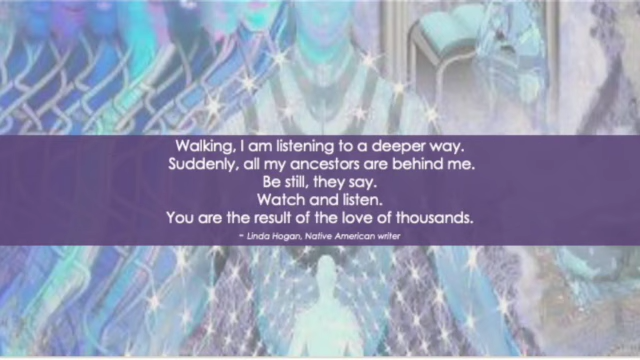 Walking, I am listening to a deeper way.
Suddenly, all my ancestors are behind me.
Be still, they say.
Watch and listen.
You are the result of the love of thousands.
~ Linda Hogan, Native American writer